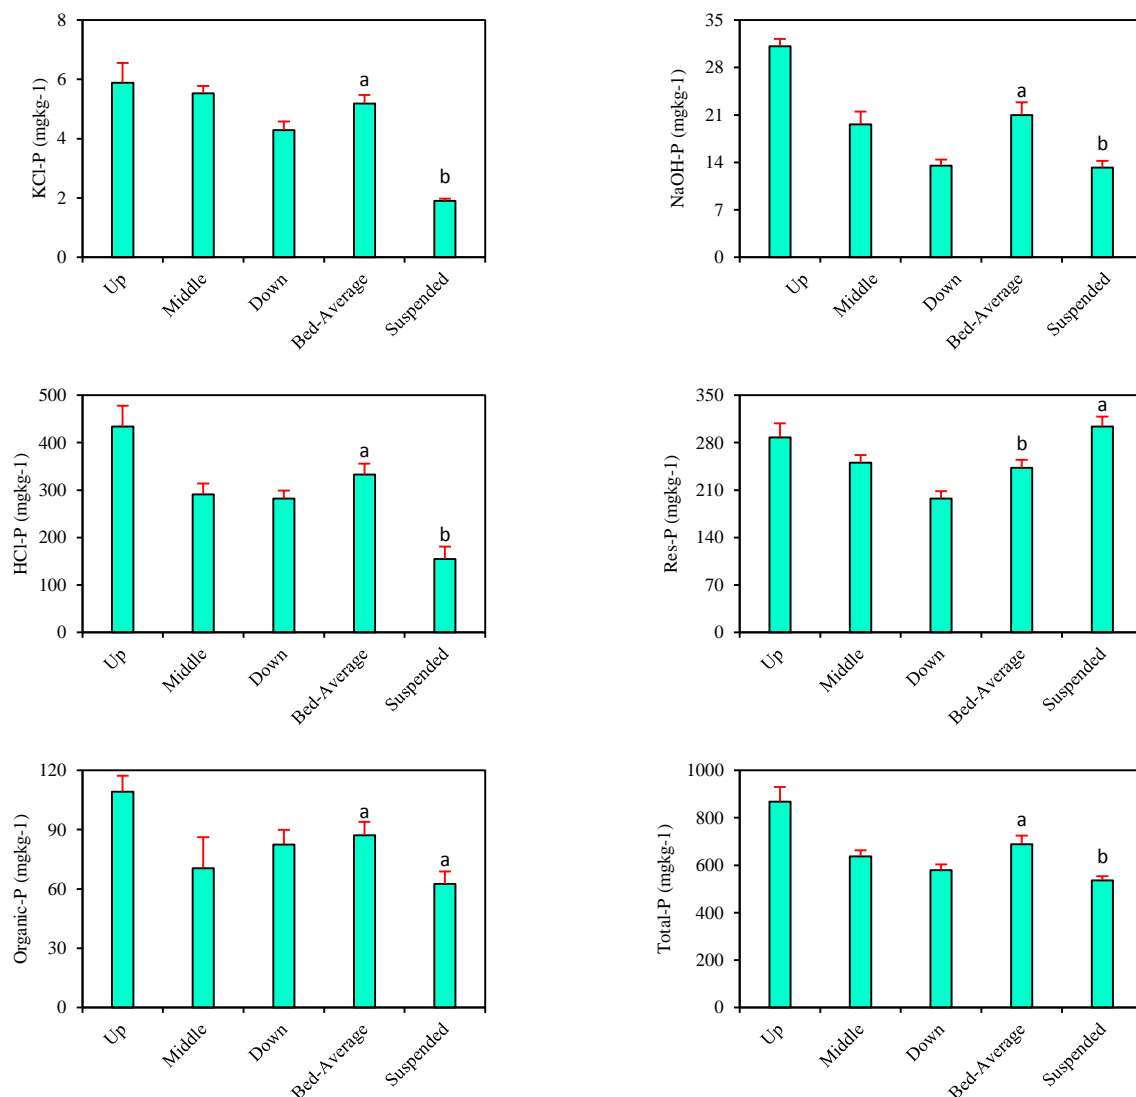 KCl-P (mgkg-1)
8
6
4
2
0
a
b
Up
Middle
Down
Bed-Average
Suspended
NaOH-P (mgkg-1)
35
28
21
14
7
0
a
b
Up
Middle
Down
Bed-Average
Suspended
HCl-P (mgkg-1)
500
400
300
200
100
0
a
b
Up
Middle
Down
Bed-Average
Suspended
Res-P (mgkg-1)
350
280
210
140
70
0
b
a
Up
Middle
Down
Bed-Average
Suspended
Organic-P (mgkg-1)
120
90
60
30
0
a
a
Up
Middle
Down
Bed-Average
Suspended
Total-P (mgkg-1)
1000
800
600
400
200
0
a
b
Up
Middle
Down
Bed-Average
Suspended